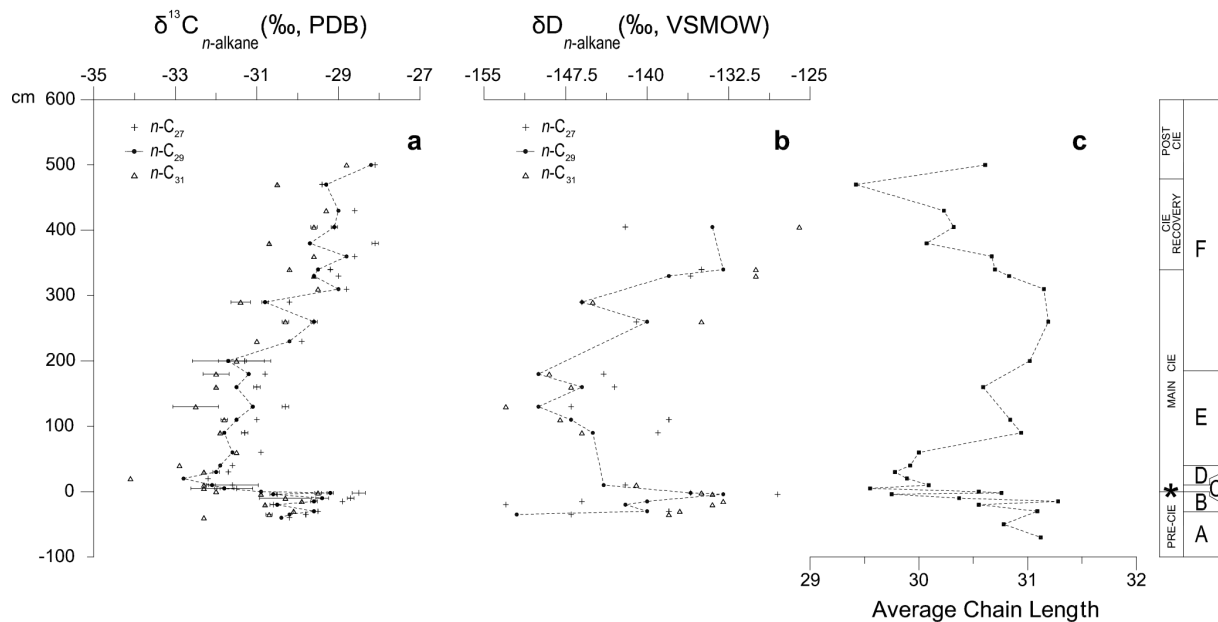 δ¹³C n-alkane (‰, PDB)
δD n-alkane (‰, VSMOW)
-35 -33 -31 -29 -27
-155 -147.5 -140 -132.5 -125
cm 600
500
400
300
200
100
0
-100
n-C27
n-C29
n-C31
a
n-C27
n-C29
n-C31
b
c
29 30 31 32
Average Chain Length
POST CIE
CIE RECOVERY
MAIN CIE
PRE-CIE
*
F
E
D
C
B
A